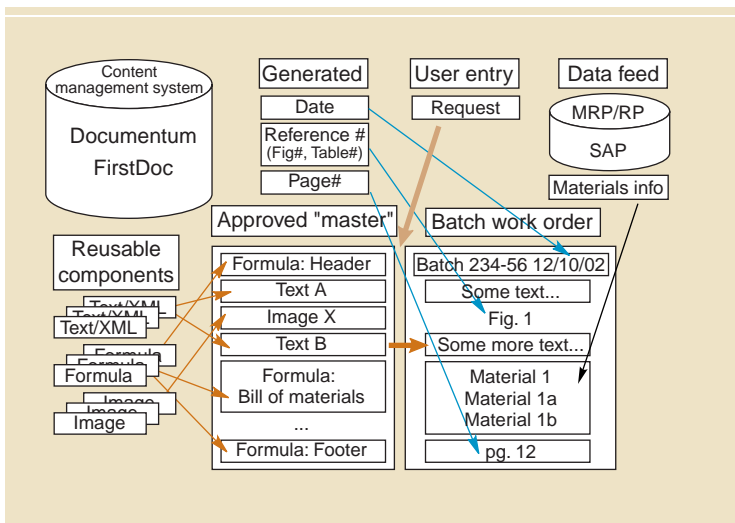 Content
management system
Documentum
FirstDoc
Generated
Date
Reference #
(Fig#, Table#)
Page#
User entry
Request
Data feed
MRP/RP
SAP
Materials info
Reusable
components
Text/XML
Text/XML
Text/XML
Formula
Formula
Formula
Image
Image
Image
Approved "master"
Formula: Header
Text A
Image X
Text B
Formula:
Bill of materials
...
Formula: Footer
Batch work order
Batch 234-56 12/10/02
Some text...
Fig. 1
Some more text...
Material 1
Material 1a
Material 1b
pg. 12